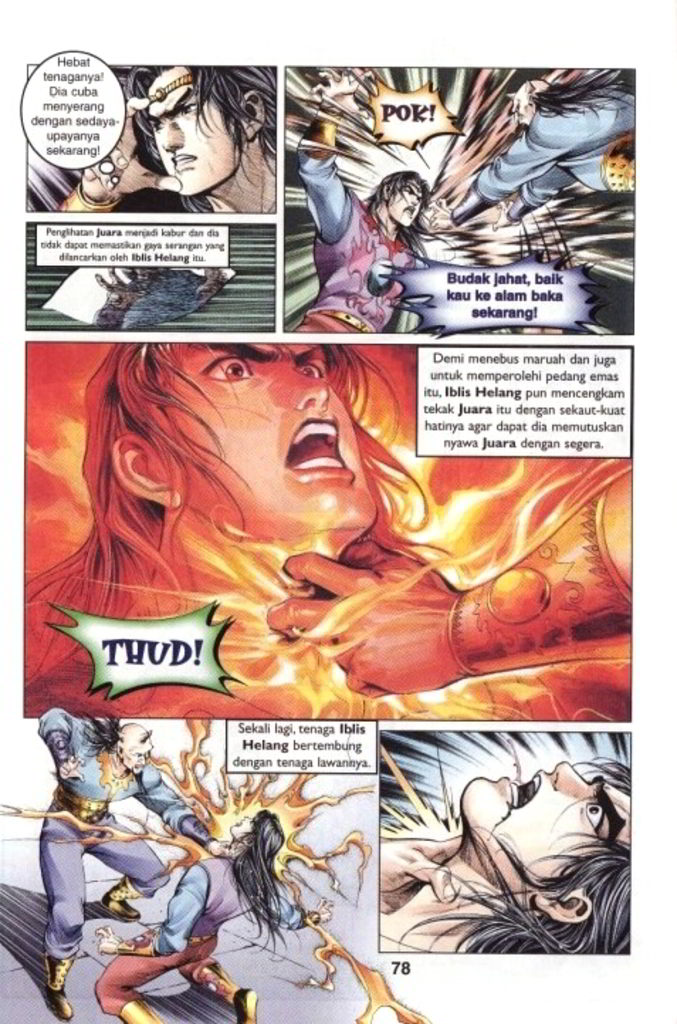 Hebat
tenaganya!
Dia cuba
menyerang
dengan sedaya-
upayanya
sekarang!
POK!
Penglihatan Juara menjadi kabur dan dia
tidak dapat memastikan gaya serangan yang
dilancarkan oleh Iblis Helang itu.
Budak jahat, baik
kau ke alam baka
sekarang!
Demi menebus maruah dan juga
untuk memperolehi pedang emas
itu, Iblis Helang pun mencengkam
tekak Juara itu dengan sekaut-kuat
hatinya agar dapat dia memutuskan
nyawa Juara dengan segera.
THUD!
Sekali lagi, tenaga Iblis
Helang bertembung
dengan tenaga lawannya.
78